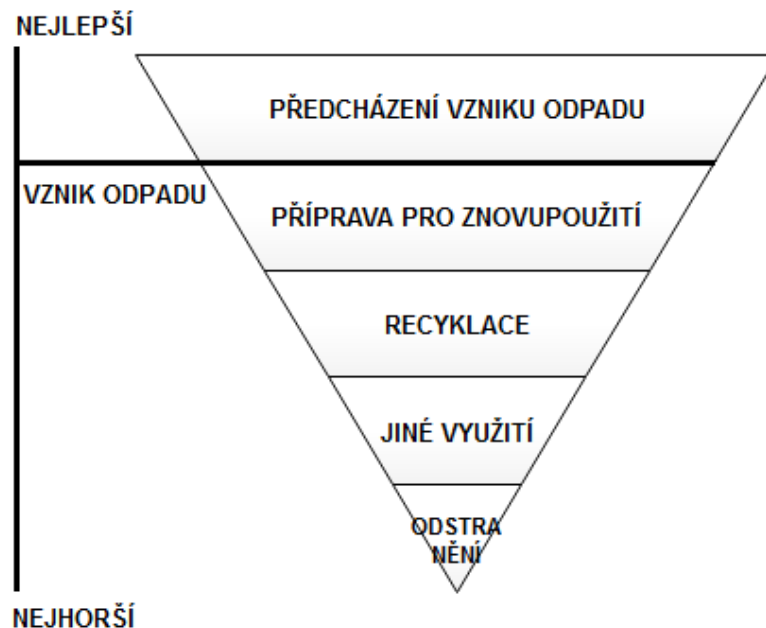 NEJLEPŠÍ
PŘEDCHÁZENÍ VZNIKU ODPADU
VZNIK ODPADU
PŘÍPRAVA PRO ZNOVUPOUŽITÍ
RECYKLACE
JINÉ VYUŽITÍ
ODSTRA
NĚNÍ
NEJHORŠÍ